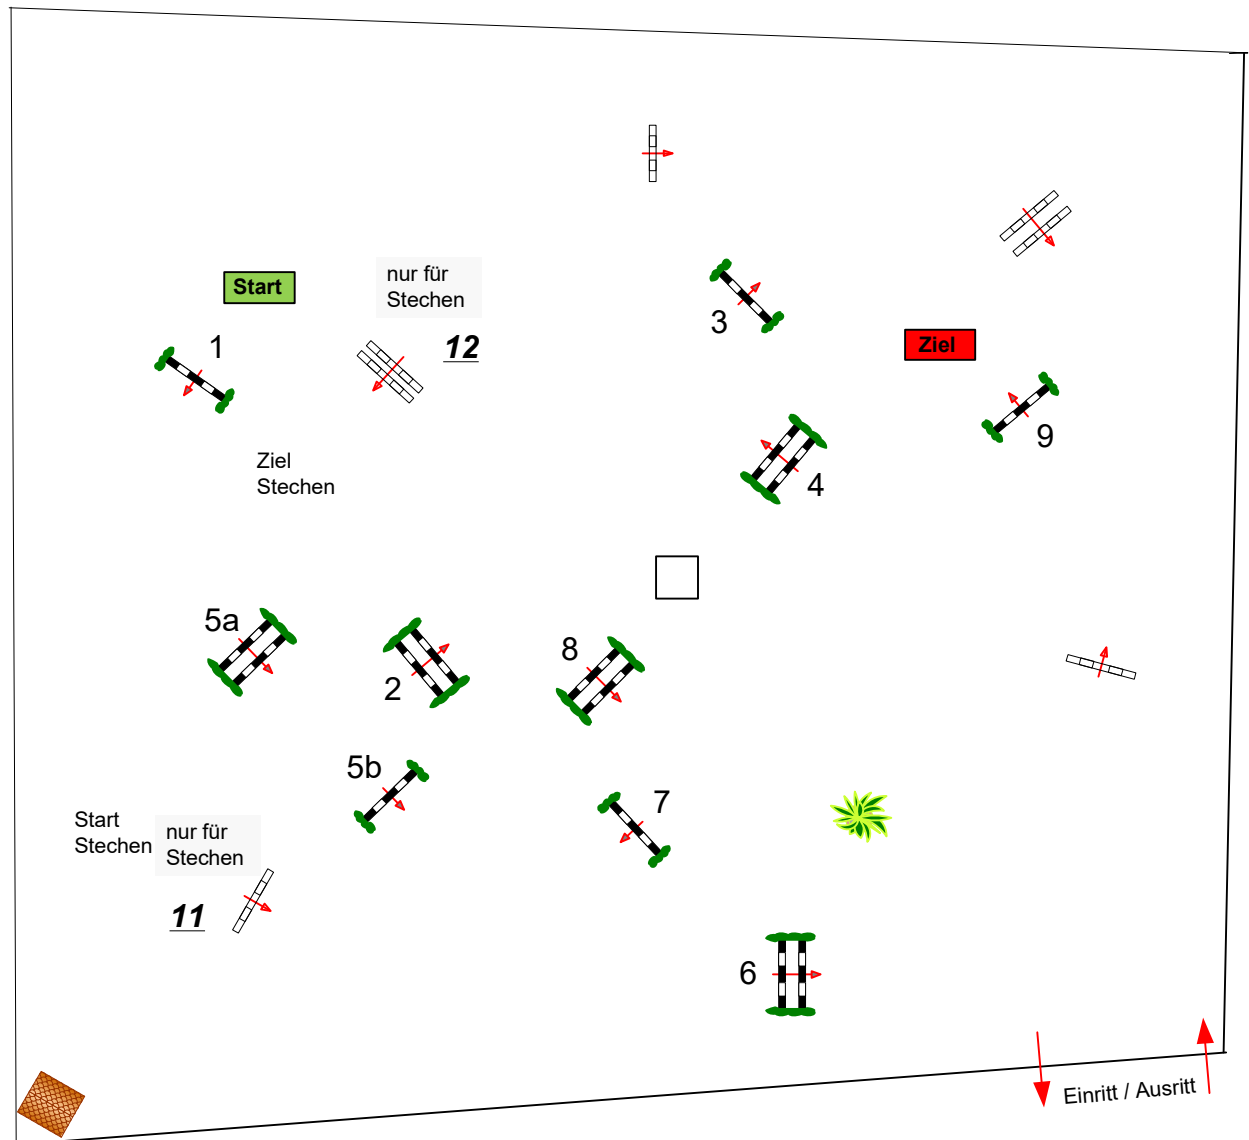 Start
nur für
Stechen
12
1
3
Ziel
9
4
Ziel
Stechen
5a
2
8
5b
7
Start
Stechen
nur für
Stechen
11
6
Einritt / Ausritt